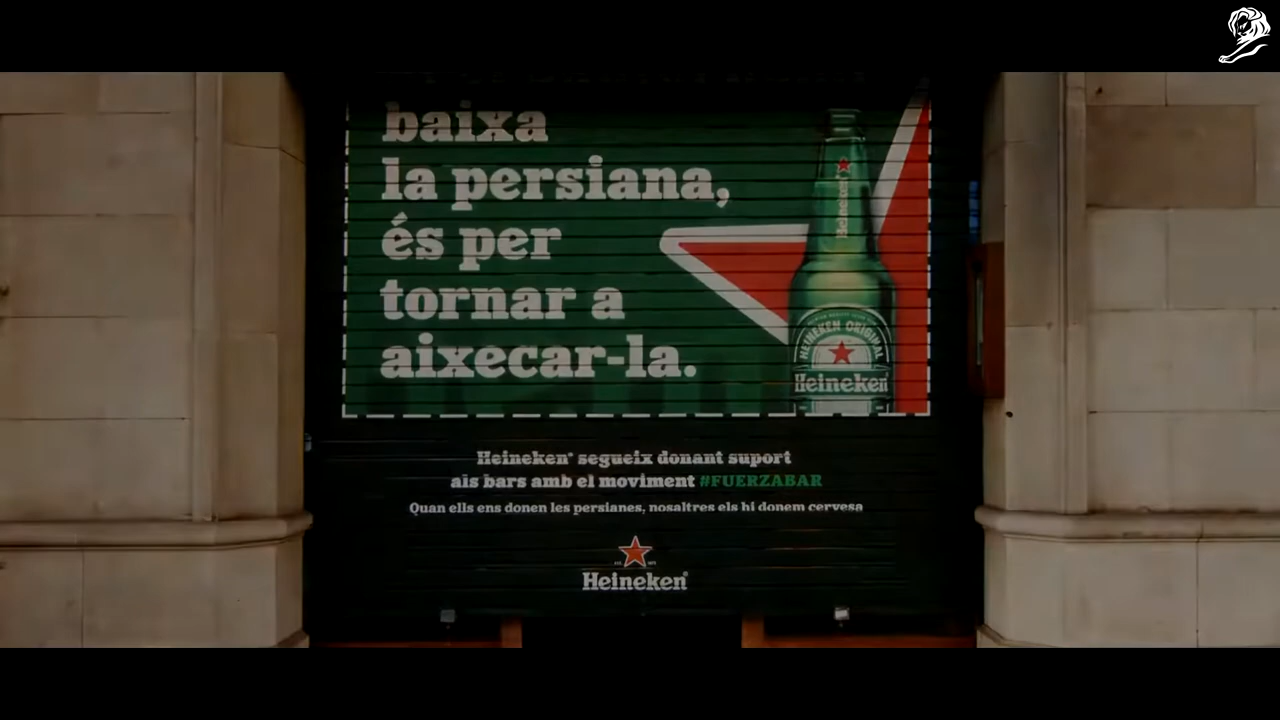 baixa
la persiana,
és per
tornar a
aixecar-la.
Heineken
HEINEKEN ORIGINAL
Heineken
Heineken® segueix donant suport
als bars amb el moviment #FUERZABAR
Quan ells ens donen les persianes, nosaltres els hi donem cervesa
Heineken®